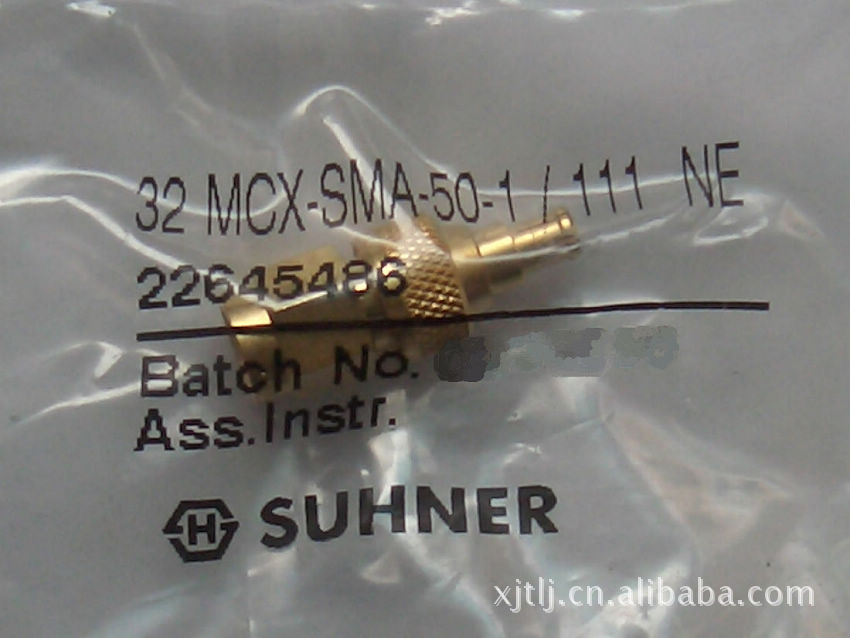 32 MCX-SMA-50-1 / 111 NE
22645486
Batch No.
Ass.Instr.
H SUHNER
xjtlj.cn.alibaba.com